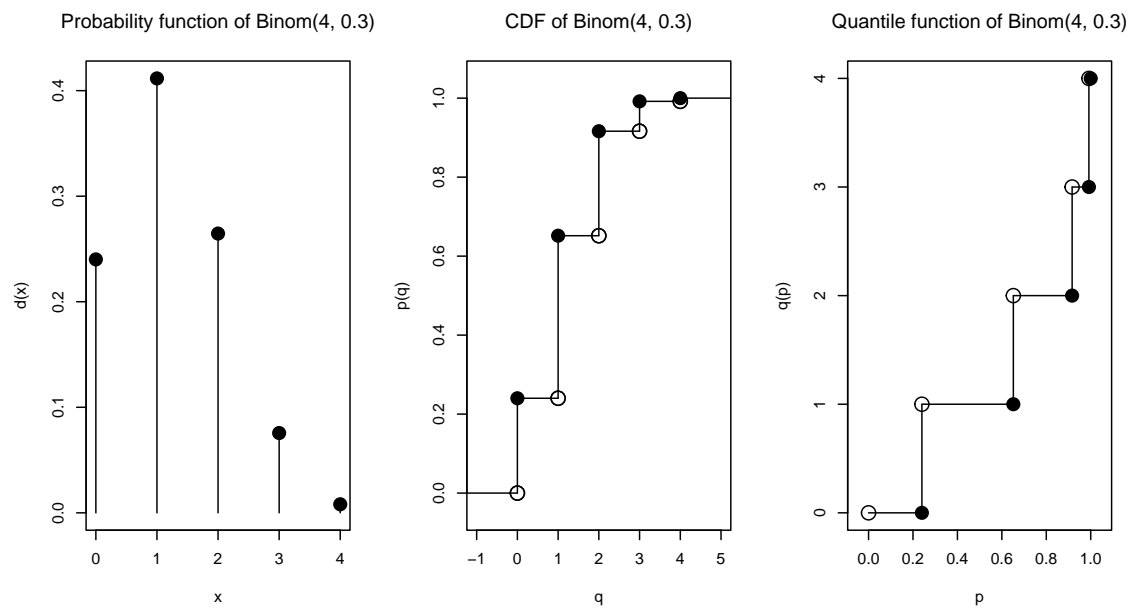 Probability function of Binom(4, 0.3)
d(x)
0.4
0.3
0.2
0.1
0.0
0 1 2 3 4
x
CDF of Binom(4, 0.3)
p(q)
1.0
0.8
0.6
0.4
0.2
0.0
−1 0 1 2 3 4 5
q
Quantile function of Binom(4, 0.3)
q(p)
4
3
2
1
0
0.0 0.2 0.4 0.6 0.8 1.0
p